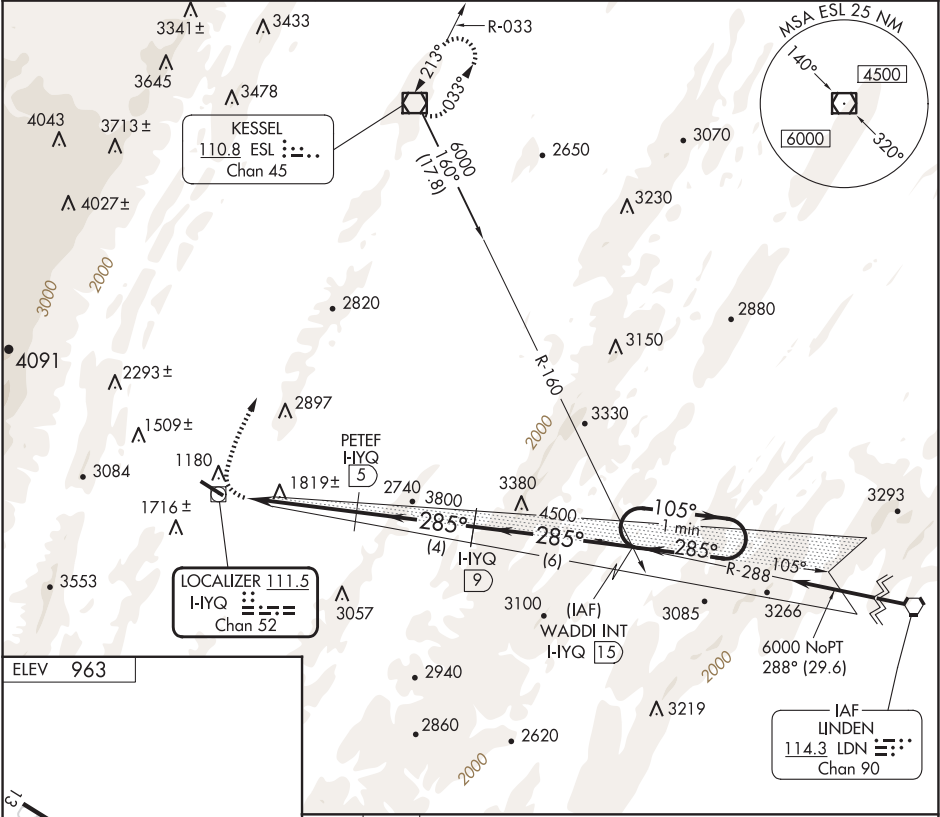 3341±
3433
R-033
MSA ESL 25 NM
140°
4500
6000
320°
213°
033°
3645
3478
4043
3713±
KESSEL
110.8 ESL
Chan 45
6000
160°
(17.8)
2650
3070
4027±
3230
3000
2000
2820
2880
4091
3150
R-160
2293±
2897
3330
2000
1509±
PETEF
I-IYQ
5
3084
1180
1819±
2740
3800
3380
4500
105°
1 min
3293
1716±
285°
285°
285°
(4)
(6)
R-288
105°
I-IYQ
9
LOCALIZER 111.5
I-IYQ
Chan 52
3553
3057
3100
(IAF)
WADDI INT
I-IYQ 15
3085
3266
6000 NoPT
288° (29.6)
2000
ELEV 963
2940
3219
IAF
LINDEN
114.3 LDN
Chan 90
2860
2620
2000
13